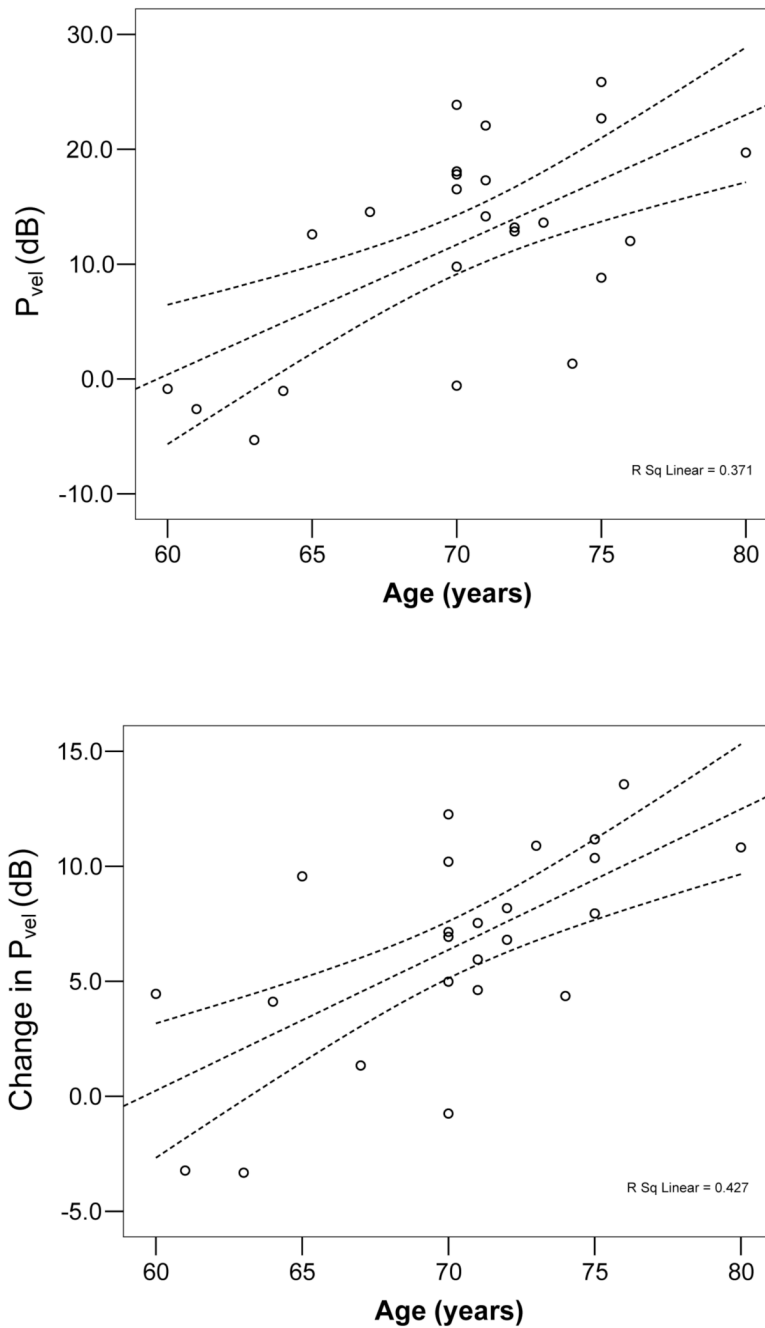 30.0
20.0
10.0
0.0
-10.0
P_vel (dB)
R Sq Linear = 0.371
60 65 70 75 80
Age (years)
15.0
10.0
5.0
0.0
-5.0
Change in P_vel (dB)
R Sq Linear = 0.427
60 65 70 75 80
Age (years)